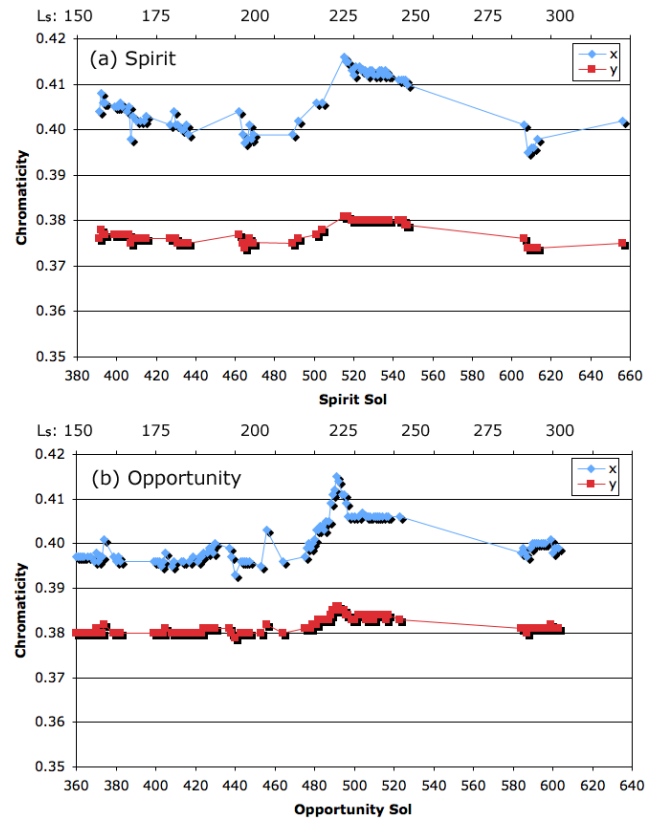 Ls: 150 175 200 225 250 275 300
0.42
(a) Spirit
x
y
0.41
0.40
Chromaticity
0.39
0.38
0.37
0.36
0.35
380 400 420 440 460 480 500 520 540 560 580 600 620 640 660
Spirit Sol
Ls: 150 175 200 225 250 275 300
0.42
(b) Opportunity
x
y
0.41
0.40
Chromaticity
0.39
0.38
0.37
0.36
0.35
360 380 400 420 440 460 480 500 520 540 560 580 600 620 640
Opportunity Sol